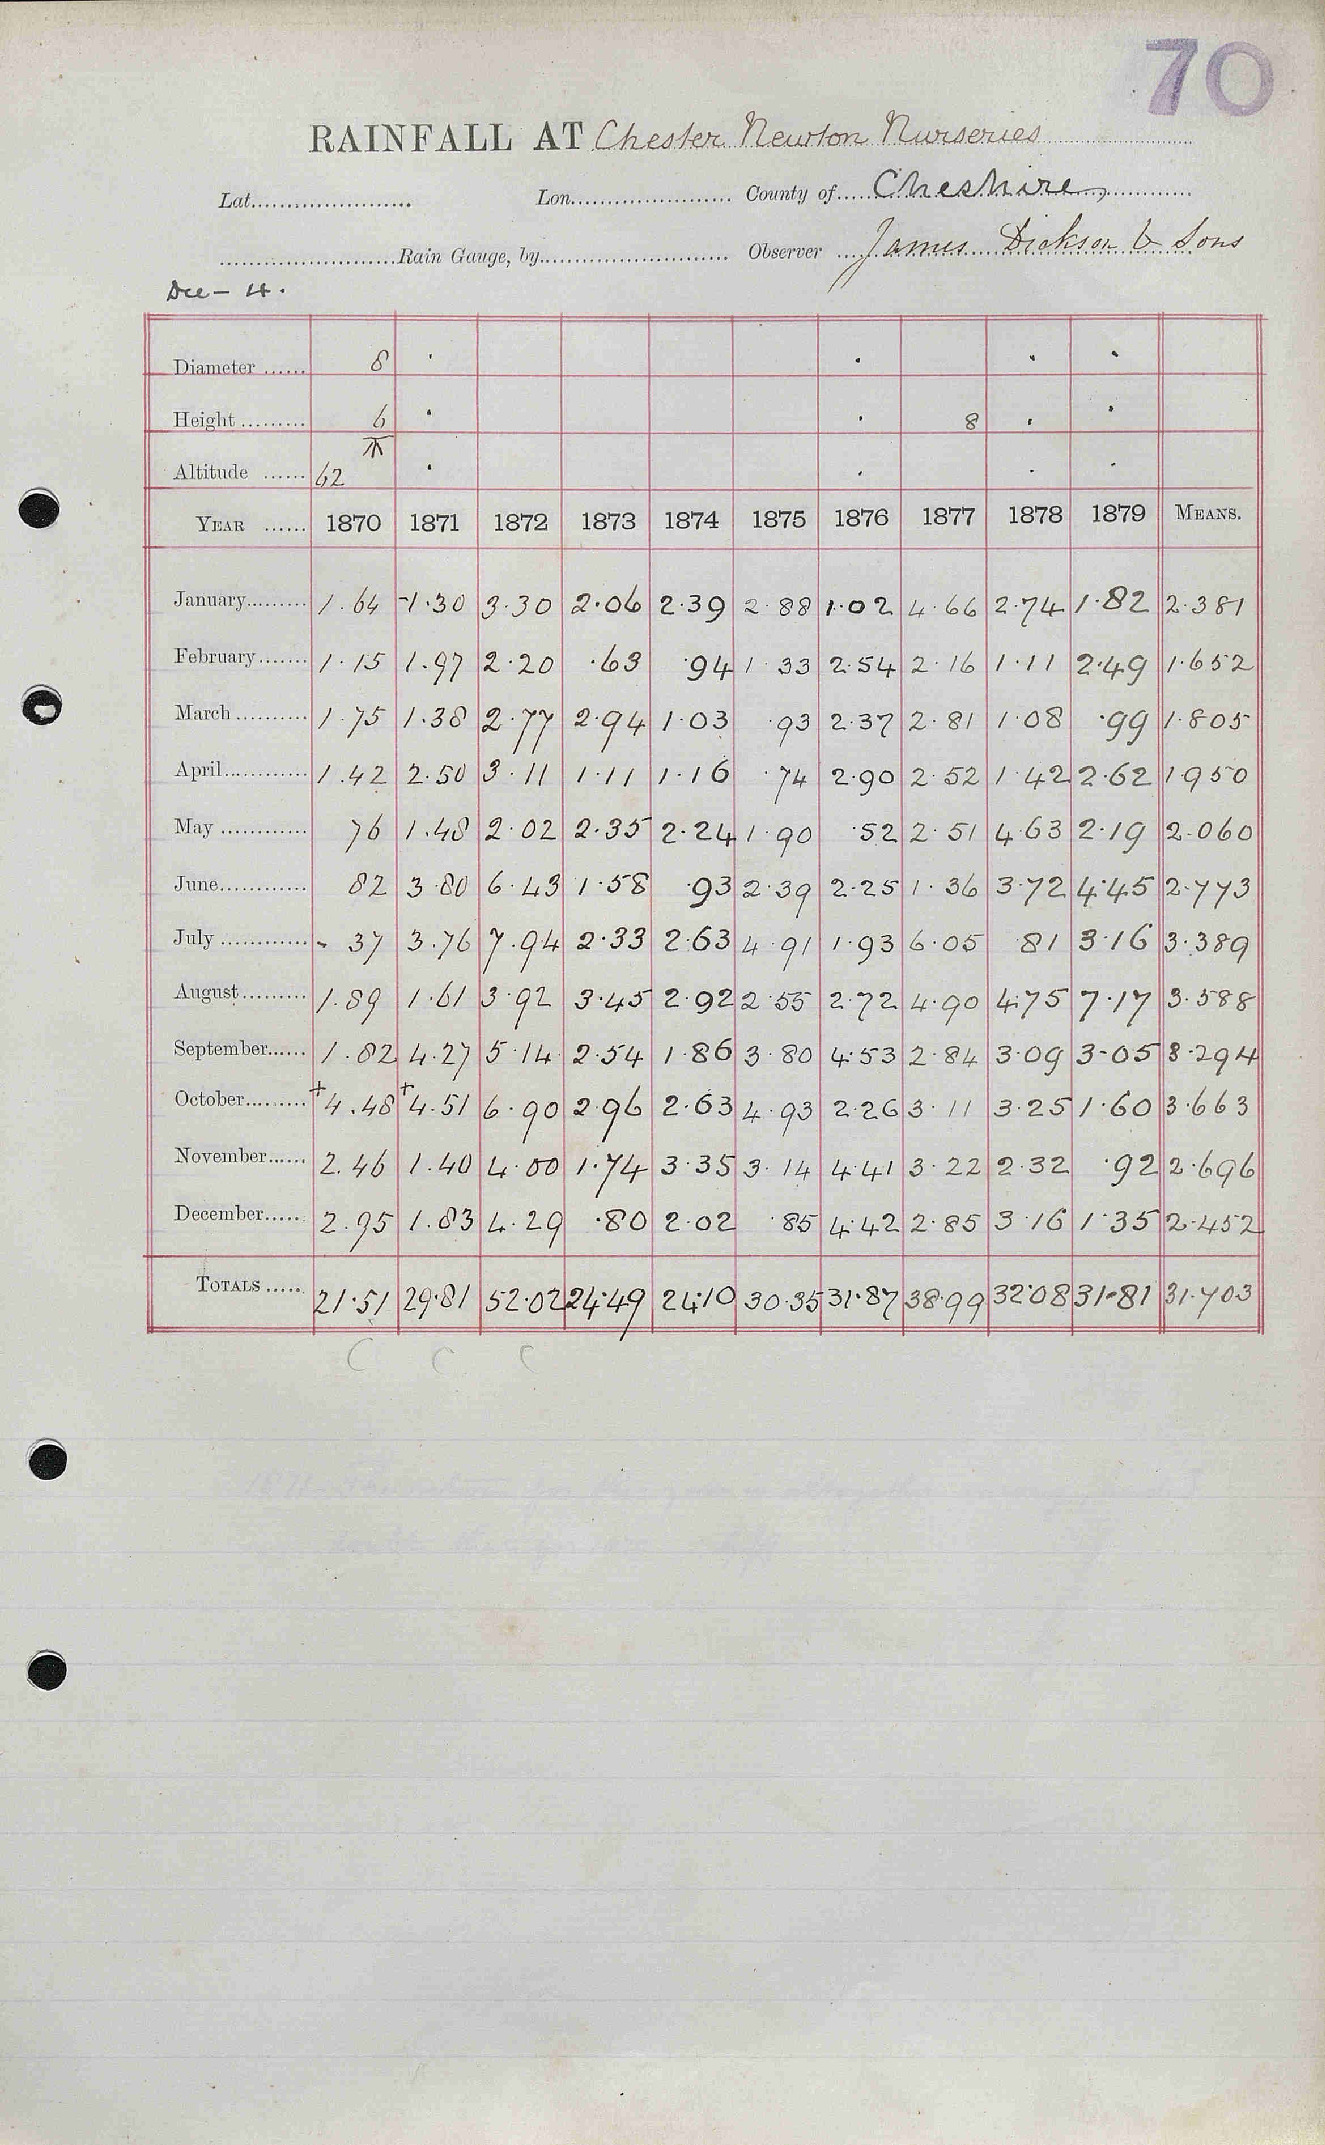 70
RAINFALL AT Chester Newton Nurseries
Lat. Lon. County of Cheshire,
Rain Gauge, by Observer James Dickson & Sons
Dec – 4.
Diameter 8
Height 6 8
Altitude 62
YEAR 1870 1871 1872 1873 1874 1875 1876 1877 1878 1879 MEANS.
January 1.64 1.30 3.30 2.06 2.39 2.88 1.02 4.66 2.74 1.82 2.381
February 1.15 1.97 2.20 .63 .94 1.33 2.54 2.16 1.11 2.49 1.652
March 1.75 1.38 2.77 2.94 1.03 .93 2.37 2.81 1.08 .99 1.805
April 1.42 2.50 3.11 1.11 1.16 .74 2.90 2.52 1.42 2.62 1.950
May 76 1.48 2.02 2.35 2.24 1.90 .52 2.51 4.63 2.19 2.060
June 82 3.80 6.43 1.58 .93 2.39 2.25 1.36 3.72 4.45 2.773
July - 37 3.76 7.94 2.33 2.63 4.91 1.93 6.05 .81 3.16 3.389
August 1.89 1.61 3.92 3.45 2.92 2.55 2.72 4.90 4.75 7.17 3.588
September 1.82 4.27 5.14 2.54 1.86 3.80 4.53 2.84 3.09 3.05 3.294
October +4.48 +4.51 6.90 2.96 2.63 4.93 2.26 3.11 3.25 1.60 3.663
November 2.46 1.40 4.00 1.74 3.35 3.14 4.41 3.22 2.32 .92 2.696
December 2.95 1.83 4.29 .80 2.02 .85 4.42 2.85 3.16 1.35 2.452
TOTALS 21.51 29.81 52.02 24.49 24.10 30.35 31.87 38.99 32.08 31.81 31.703
C C C